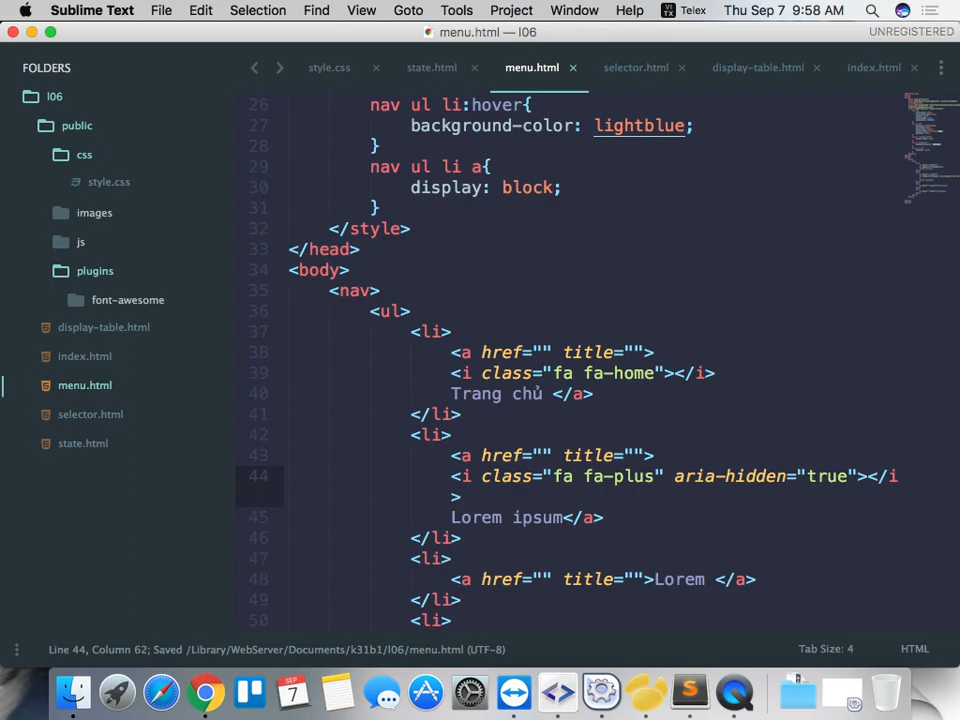 Sublime Text File Edit Selection Find View Goto Tools Project Window Help VI TX Telex Thu Sep 7 9:58 AM
menu.html — l06 UNREGISTERED
FOLDERS
l06
public
css
style.css
images
js
plugins
font-awesome
display-table.html
index.html
menu.html
selector.html
state.html
style.css × state.html × menu.html × selector.html × display-table.html × index.html ×
26 nav ul li:hover{
27 background-color: lightblue;
28 }
29 nav ul li a{
30 display: block;
31 }
32 </style>
33 </head>
34 <body>
35 <nav>
36 <ul>
37 <li>
38 <a href="" title="">
39 <i class="fa fa-home"></i>
40 Trang chủ </a>
41 </li>
42 <li>
43 <a href="" title="">
44 <i class="fa fa-plus" aria-hidden="true"></i
>
45 Lorem ipsum</a>
46 </li>
47 <li>
48 <a href="" title="">Lorem </a>
49 </li>
50 <li>
Line 44, Column 62; Saved /Library/WebServer/Documents/k31b1/l06/menu.html (UTF-8) Tab Size: 4 HTML
SEP
7